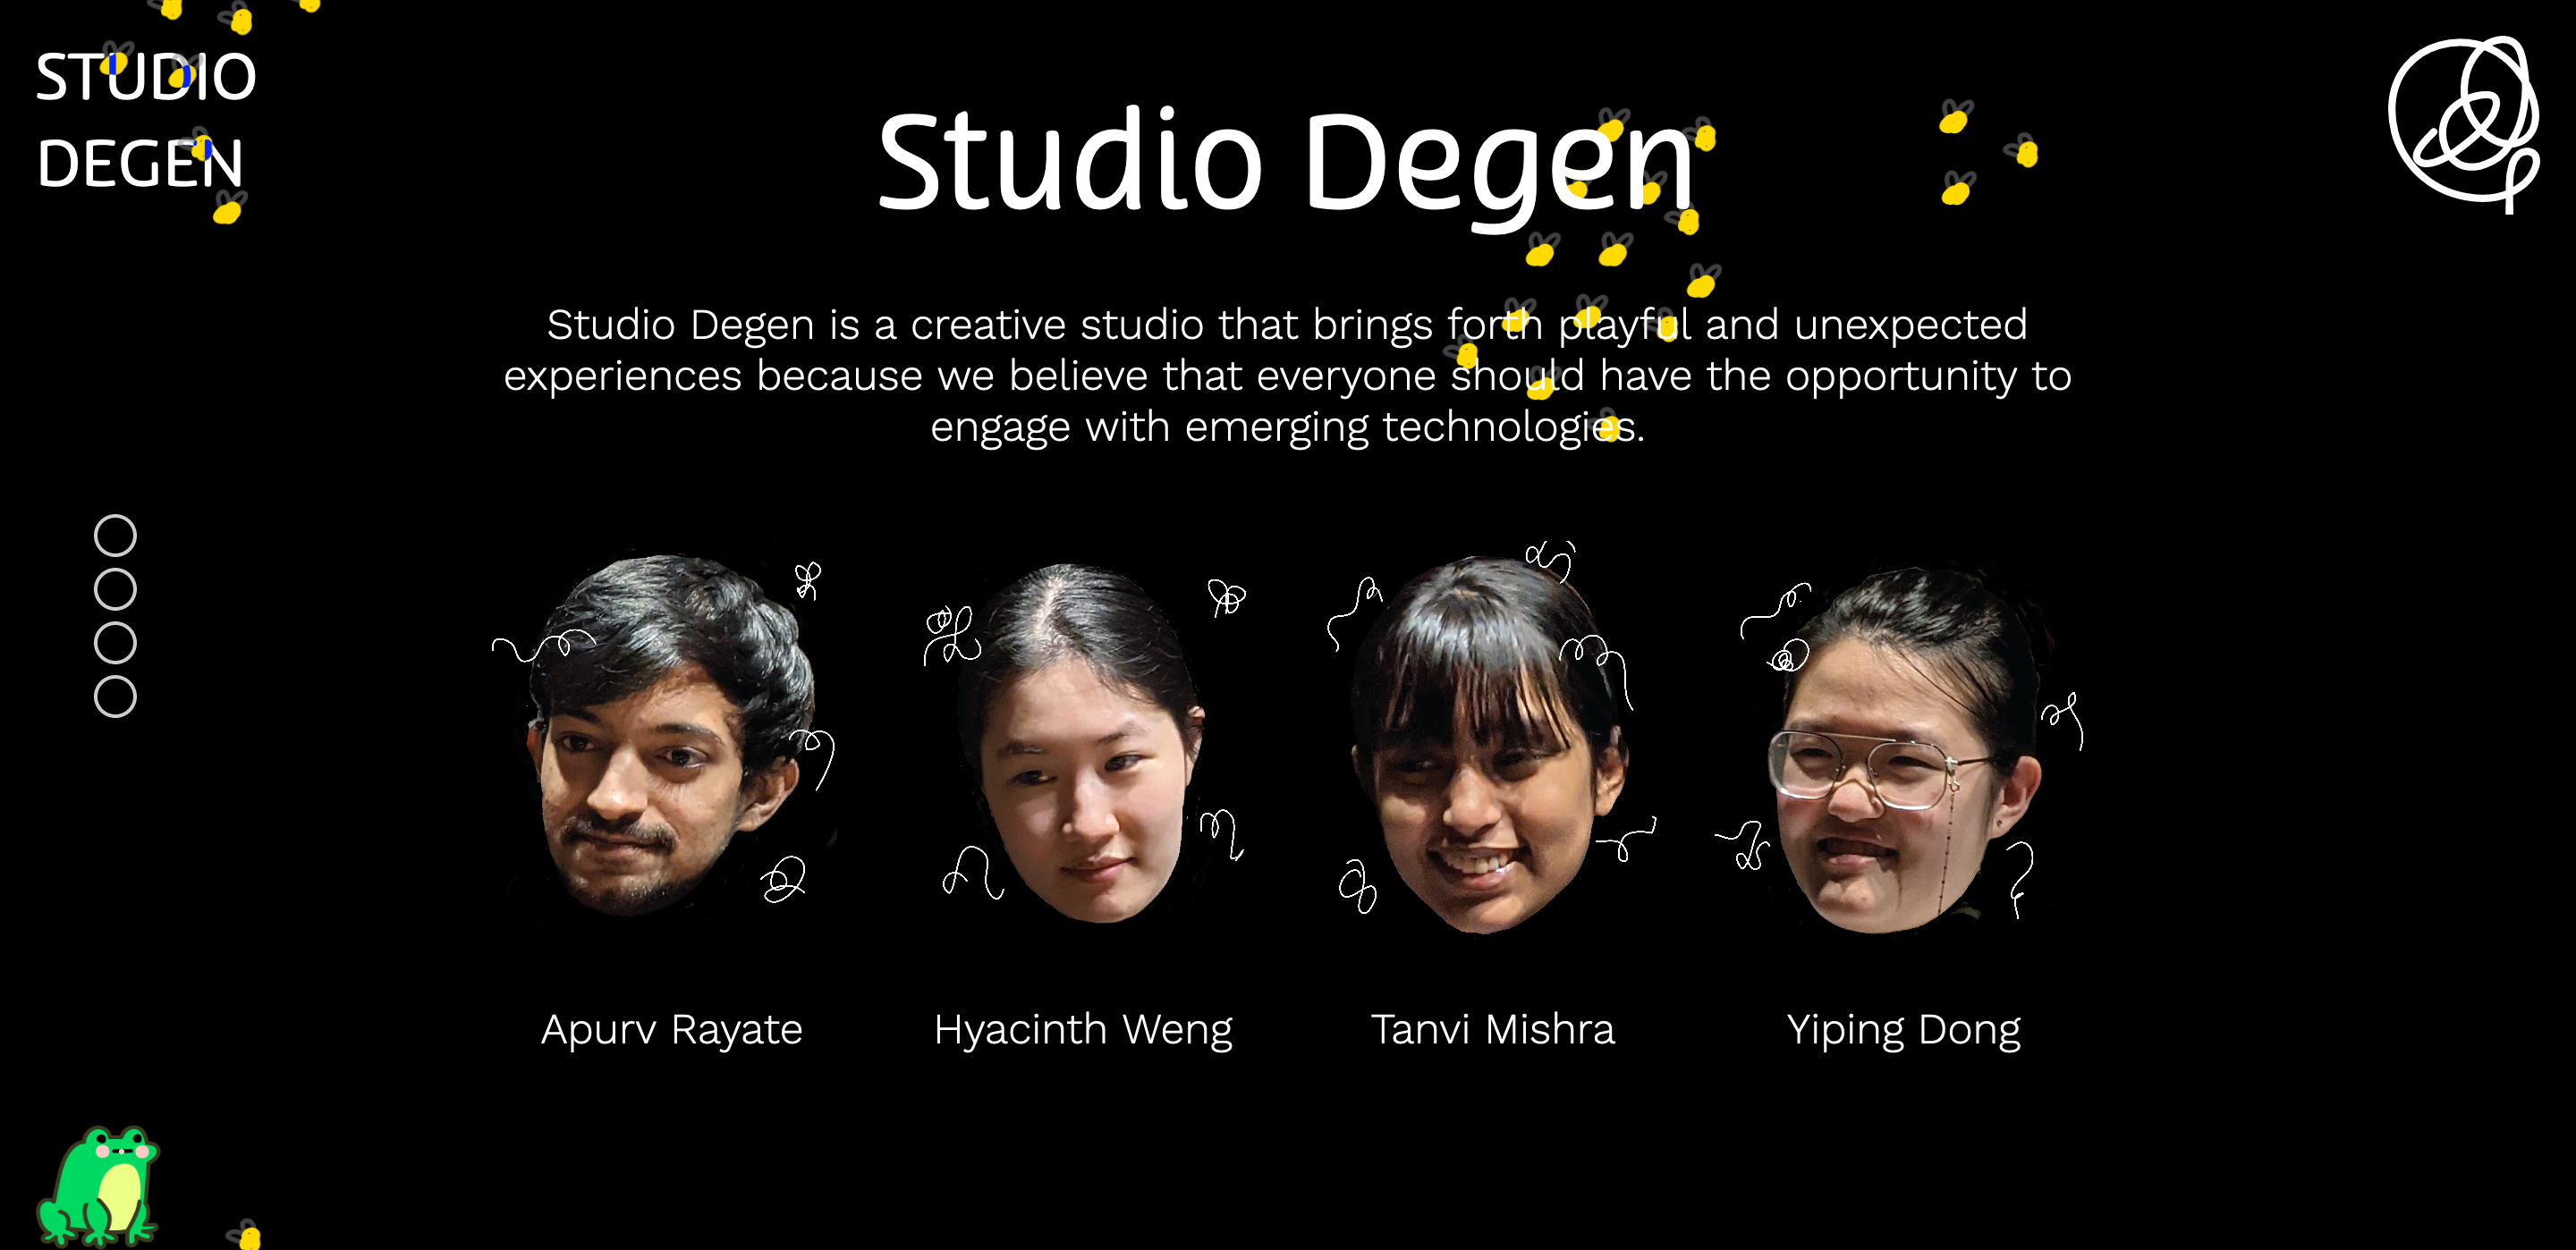 STUDIO
DEGEN
Studio Degen
Studio Degen is a creative studio that brings forth playful and unexpected
experiences because we believe that everyone should have the opportunity to
engage with emerging technologies.
Apurv Rayate
Hyacinth Weng
Tanvi Mishra
Yiping Dong